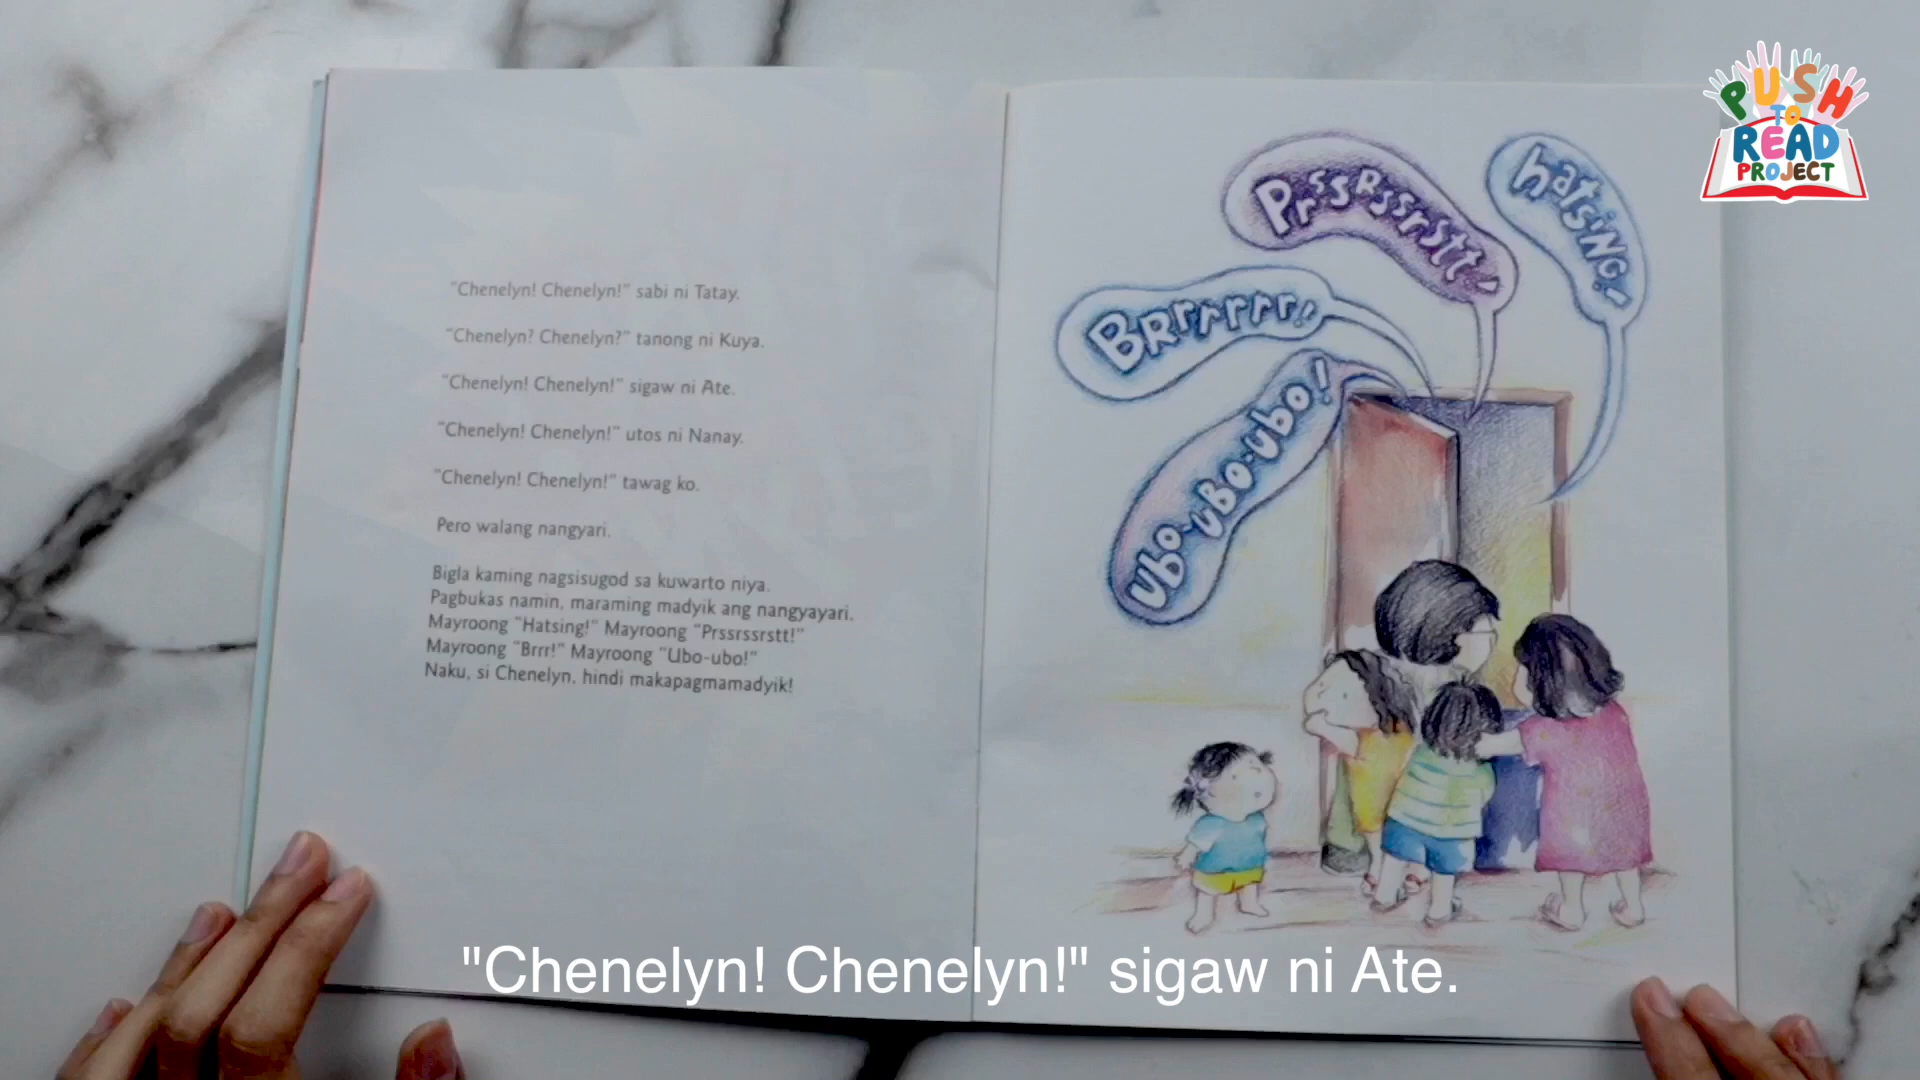 "Chenelyn! Chenelyn!" sabi ni Tatay.
"Chenelyn? Chenelyn?" tanong ni Kuya.
"Chenelyn! Chenelyn!" sigaw ni Ate.
"Chenelyn! Chenelyn!" utos ni Nanay.
"Chenelyn! Chenelyn!" tawag ko.
Pero walang nangyari.
Bigla kaming nagsisugod sa kuwarto niya.
Pagbukas namin, maraming madyik ang nangyayari.
Mayroong "Hatsing!" Mayroong "Prssrssrstt!"
Mayroong "Brrr!" Mayroong "Ubo-ubo!"
Naku, si Chenelyn, hindi makapagmamadyik!
PrssRssrstt!
hatsiNG!
BRrrrrrr!
Ubo-uBo-ubo!
PUSH
TO
READ
PROJECT
"Chenelyn! Chenelyn!" sigaw ni Ate.